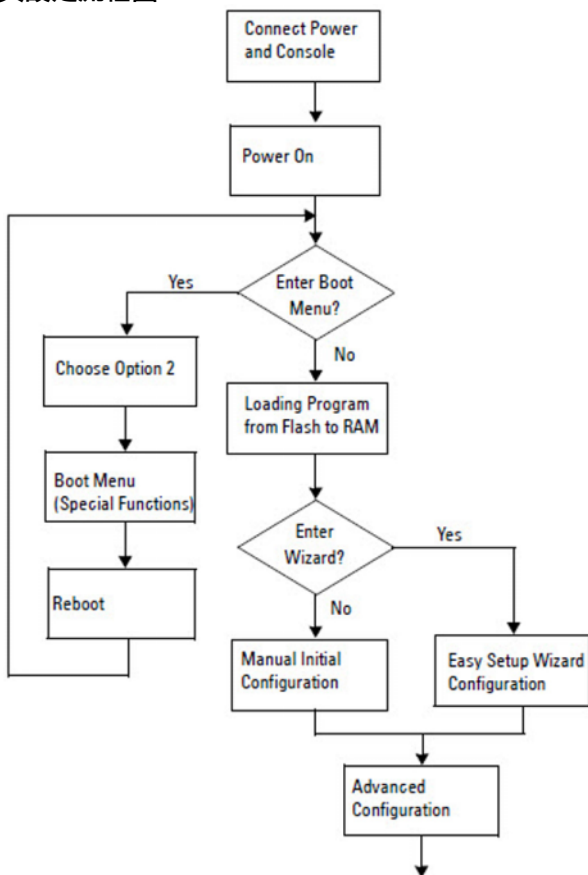 Connect Power
and Console
Power On
Enter Boot
Menu?
Yes
No
Choose Option 2
Loading Program
from Flash to RAM
Boot Menu
(Special Functions)
Enter
Wizard?
Yes
No
Reboot
Manual Initial
Configuration
Easy Setup Wizard
Configuration
Advanced
Configuration